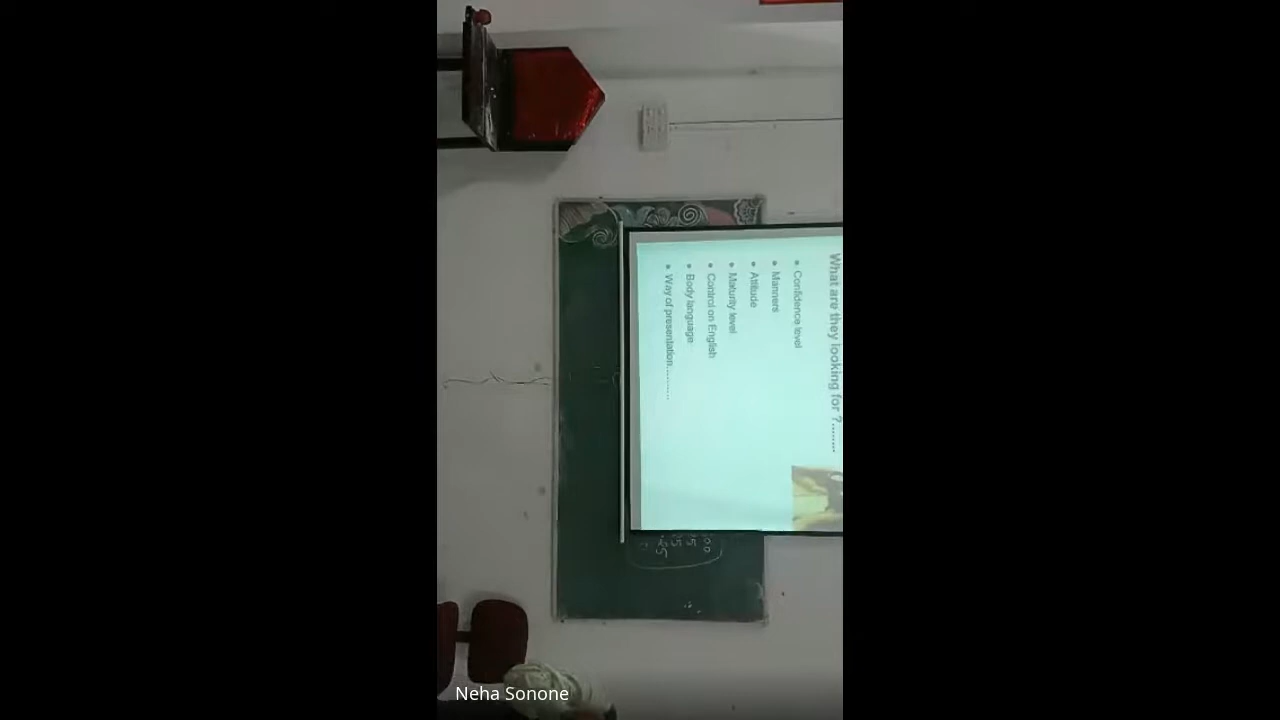 What are they looking for ?........
Confidence level
Manners
Attitude
Maturity level
Control on English
Body language
Way of presentation...........
Neha Sonone